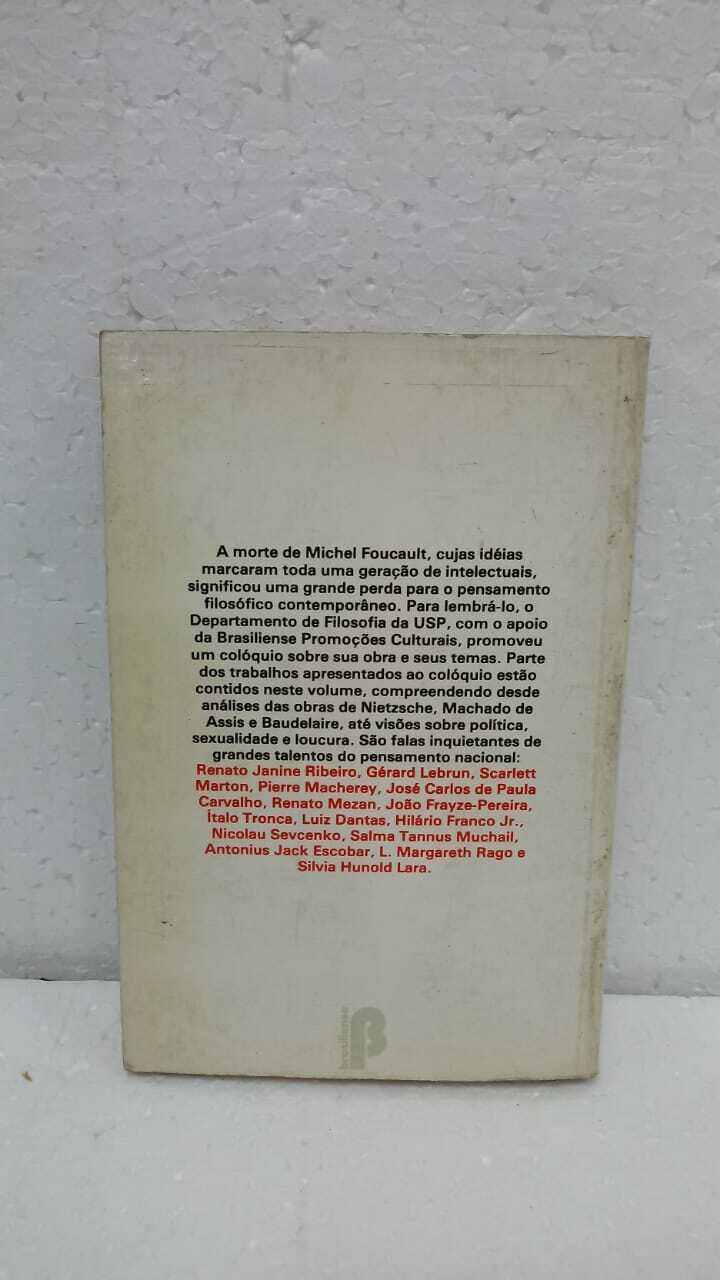 A morte de Michel Foucault, cujas idéias
marcaram toda uma geração de intelectuais,
significou uma grande perda para o pensamento
filosófico contemporâneo. Para lembrá-lo, o
Departamento de Filosofia da USP, com o apoio
da Brasiliense Promoções Culturais, promoveu
um colóquio sobre sua obra e seus temas. Parte
dos trabalhos apresentados ao colóquio estão
contidos neste volume, compreendendo desde
análises das obras de Nietzsche, Machado de
Assis e Baudelaire, até visões sobre política,
sexualidade e loucura. São falas inquietantes de
grandes talentos do pensamento nacional:
Renato Janine Ribeiro, Gérard Lebrun, Scarlett
Marton, Pierre Macherey, José Carlos de Paula
Carvalho, Renato Mezan, João Frayze-Pereira,
Ítalo Tronca, Luiz Dantas, Hilário Franco Jr.,
Nicolau Sevcenko, Salma Tannus Muchail,
Antonius Jack Escobar, L. Margareth Rago e
Silvia Hunold Lara.
brasiliense